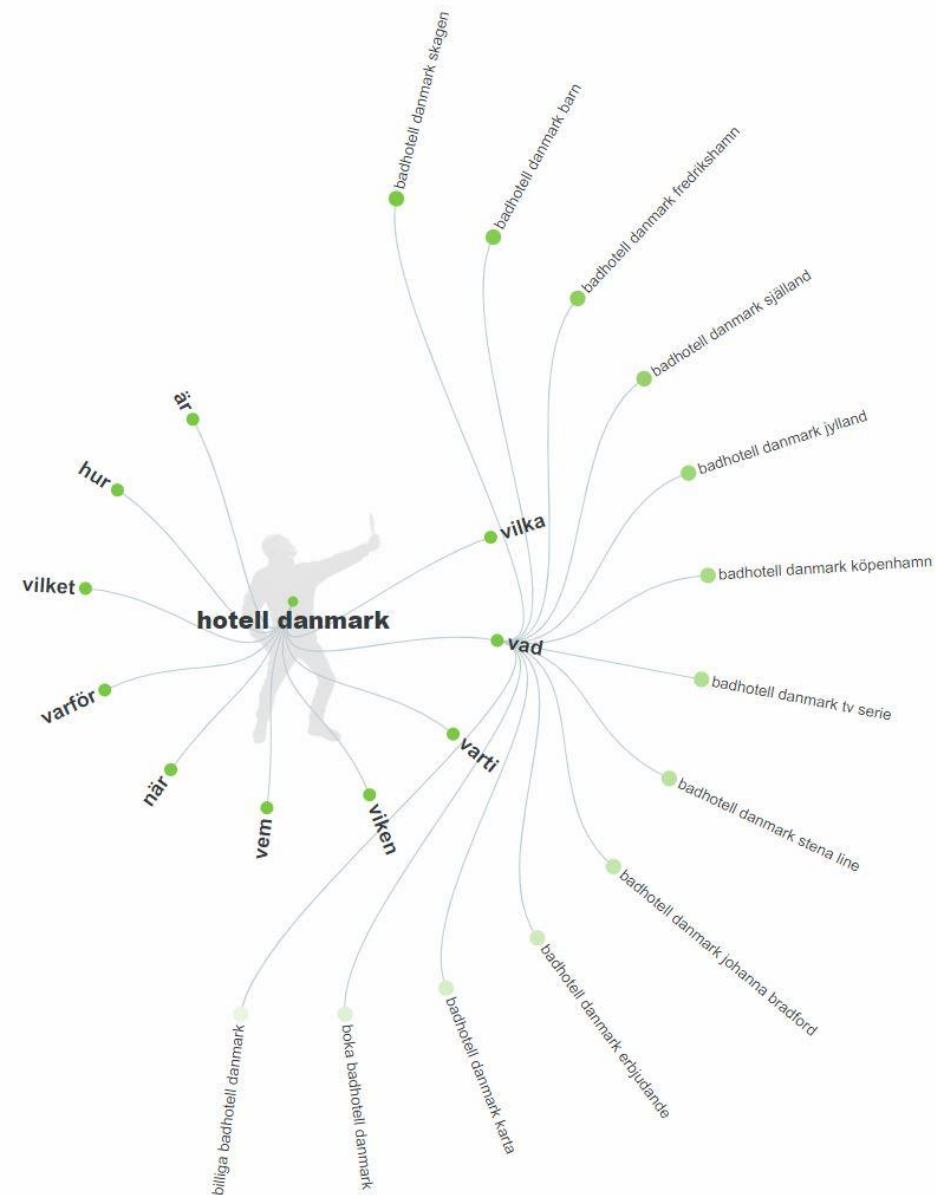 badhotell danmark skagen
badhotell danmark barn
badhotell danmark fredrikshamn
badhotell danmark själland
badhotell danmark jylland
badhotell danmark köpenhamn
badhotell danmark tv serie
badhotell danmark stena line
badhotell danmark johanna bradford
badhotell danmark erbjudande
badhotell danmark karta
boka badhotell danmark
billiga badhotell danmark
är
hur
vilket
varför
när
vem
viken
varti
vad
vilka
hotell danmark